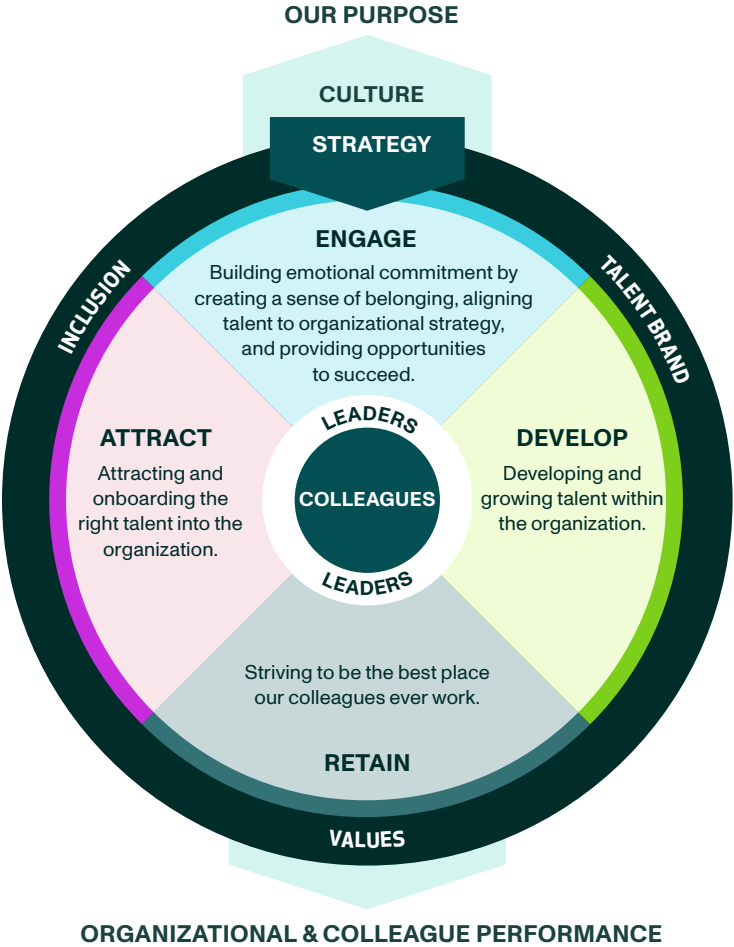 OUR PURPOSE
CULTURE
STRATEGY
INCLUSION
TALENT BRAND
ENGAGE
Building emotional commitment by
creating a sense of belonging, aligning
talent to organizational strategy,
and providing opportunities
to succeed.
ATTRACT
Attracting and
onboarding the
right talent into the
organization.
LEADERS
COLLEAGUES
LEADERS
DEVELOP
Developing and
growing talent within
the organization.
Striving to be the best place
our colleagues ever work.
RETAIN
VALUES
ORGANIZATIONAL & COLLEAGUE PERFORMANCE